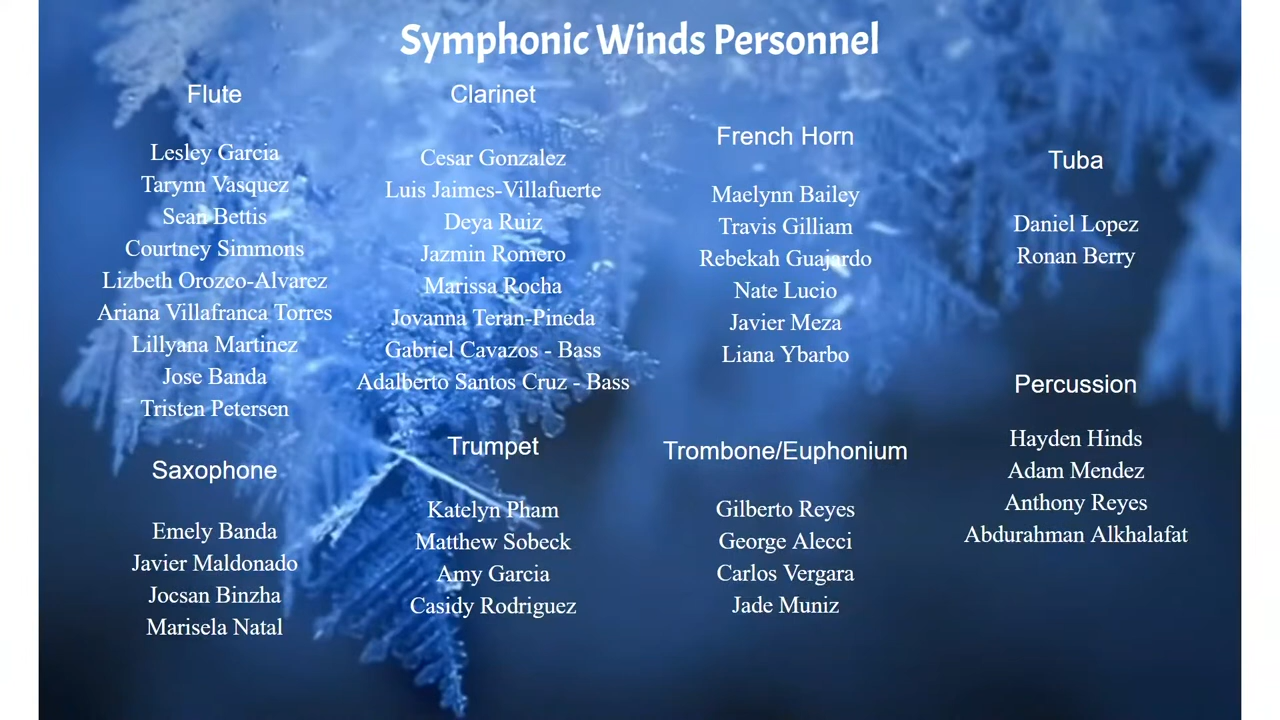 Symphonic Winds Personnel
Flute
Lesley Garcia
Tarynn Vasquez
Sean Bettis
Courtney Simmons
Lizbeth Orozco-Alvarez
Ariana Villafranca Torres
Lillyana Martinez
Jose Banda
Tristen Petersen
Saxophone
Emely Banda
Javier Maldonado
Jocsan Binzha
Marisela Natal
Clarinet
Cesar Gonzalez
Luis Jaimes-Villafuerte
Deya Ruiz
Jazmin Romero
Marissa Rocha
Jovanna Teran-Pineda
Gabriel Cavazos - Bass
Adalberto Santos Cruz - Bass
Trumpet
Katelyn Pham
Matthew Sobeck
Amy Garcia
Casidy Rodriguez
French Horn
Maelynn Bailey
Travis Gilliam
Rebekah Guajardo
Nate Lucio
Javier Meza
Liana Ybarbo
Trombone/Euphonium
Gilberto Reyes
George Alecci
Carlos Vergara
Jade Muniz
Tuba
Daniel Lopez
Ronan Berry
Percussion
Hayden Hinds
Adam Mendez
Anthony Reyes
Abdurahman Alkhalafat